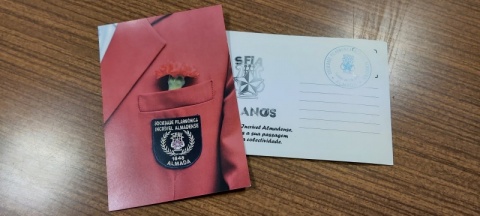 SOCIEDADE FILARMÓNICA
INCRÍVEL ALMADENSE
1848
ALMADA
SFIA
ANOS
Incrível Almadense,
a sua passagem
colectividade.